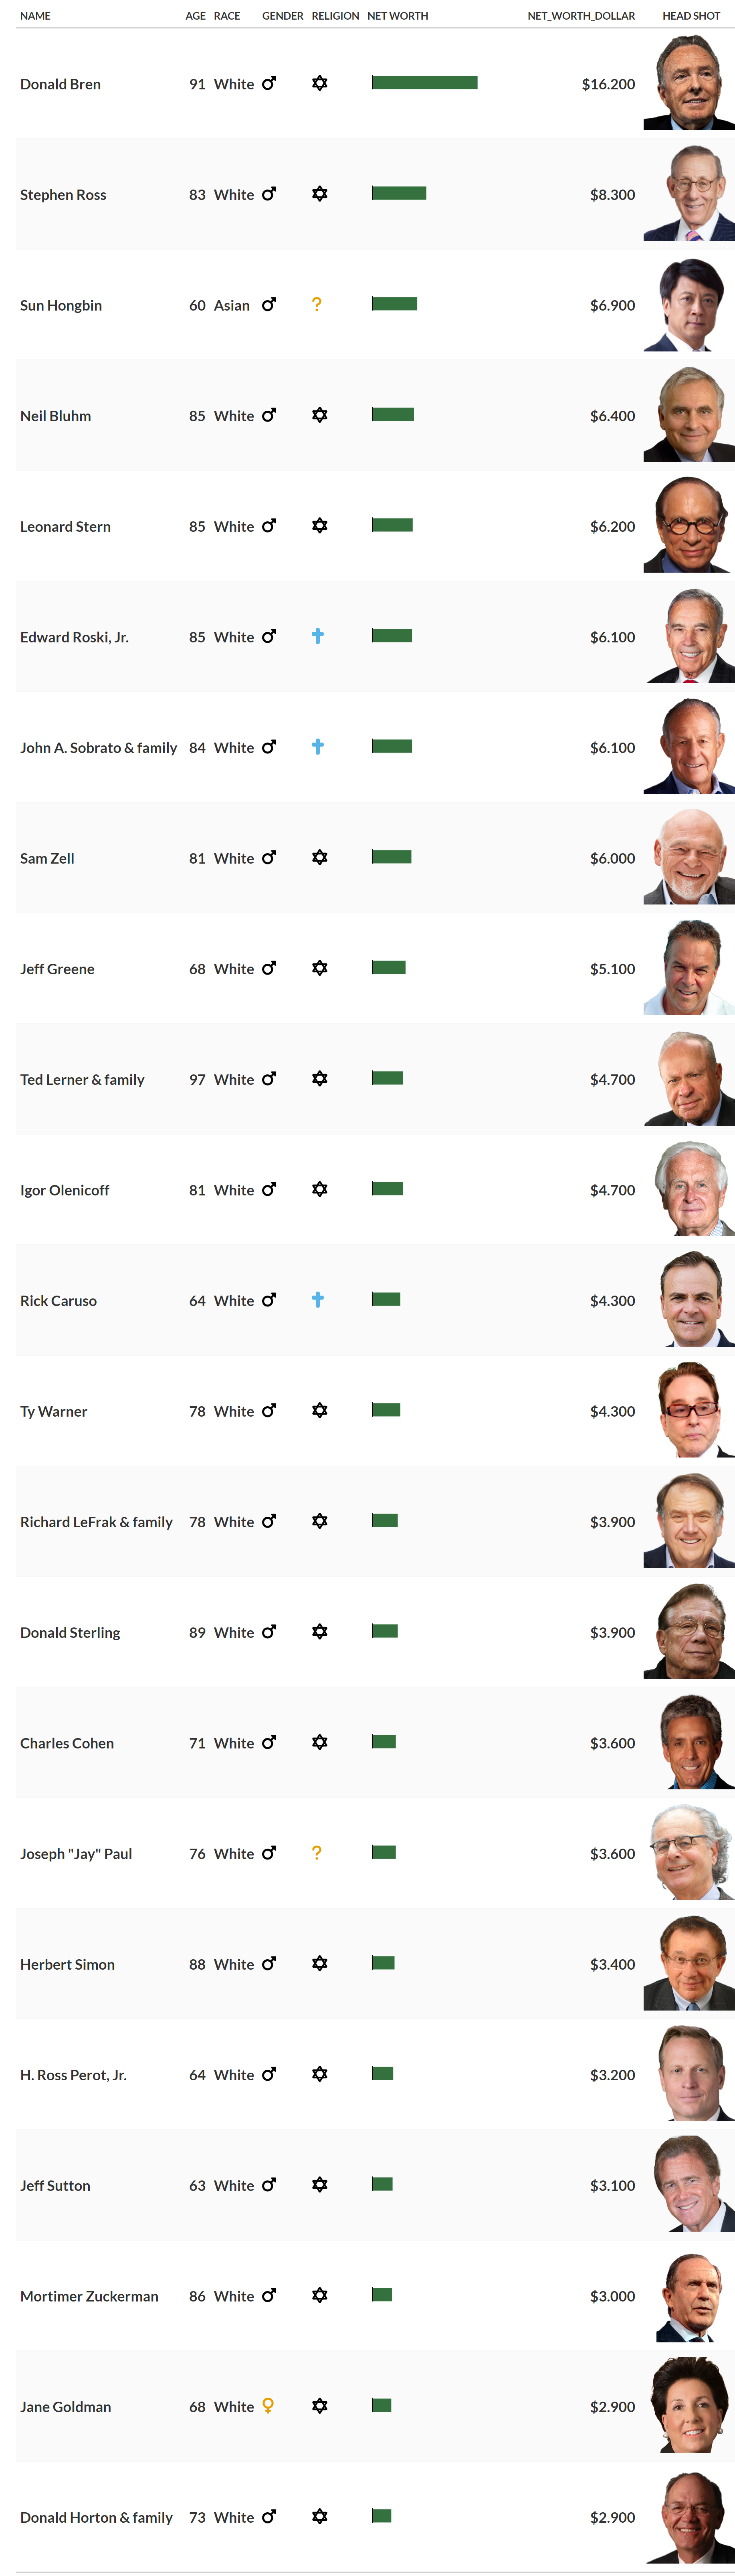 NAME AGE RACE GENDER RELIGION NET WORTH NET_WORTH_DOLLAR HEAD SHOT
Donald Bren 91 White $16.200
Stephen Ross 83 White $8.300
Sun Hongbin 60 Asian ? $6.900
Neil Bluhm 85 White $6.400
Leonard Stern 85 White $6.200
Edward Roski, Jr. 85 White $6.100
John A. Sobrato & family 84 White $6.100
Sam Zell 81 White $6.000
Jeff Greene 68 White $5.100
Ted Lerner & family 97 White $4.700
Igor Olenicoff 81 White $4.700
Rick Caruso 64 White $4.300
Ty Warner 78 White $4.300
Richard LeFrak & family 78 White $3.900
Donald Sterling 89 White $3.900
Charles Cohen 71 White $3.600
Joseph "Jay" Paul 76 White ? $3.600
Herbert Simon 88 White $3.400
H. Ross Perot, Jr. 64 White $3.200
Jeff Sutton 63 White $3.100
Mortimer Zuckerman 86 White $3.000
Jane Goldman 68 White $2.900
Donald Horton & family 73 White $2.900